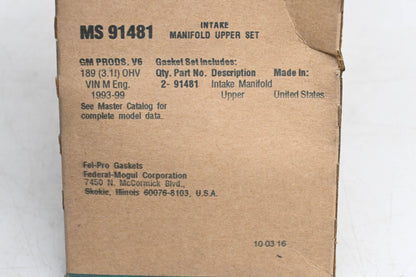 MS 91481 INTAKE
MANIFOLD UPPER SET
GM PRODS, V6
189 (3.1ℓ) OHV
VIN M Eng.
1993-99
See Master Catalog for
complete model data.
Gasket Set Includes:
Qty. Part No. Description Made in:
2- 91481 Intake Manifold
Upper United States
Fel-Pro Gaskets
Federal-Mogul Corporation
7450 N. McCormick Blvd.,
Skokie, Illinois 60076-8103, U.S.A.
10 03 16